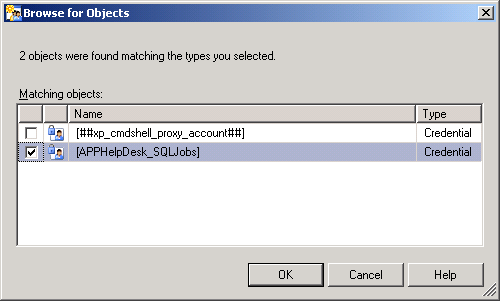 Browse for Objects
2 objects were found matching the types you selected.
Matching objects:
Name Type
[##xp_cmdshell_proxy_account##] Credential
[APPHelpDesk_SQLJobs] Credential
OK Cancel Help